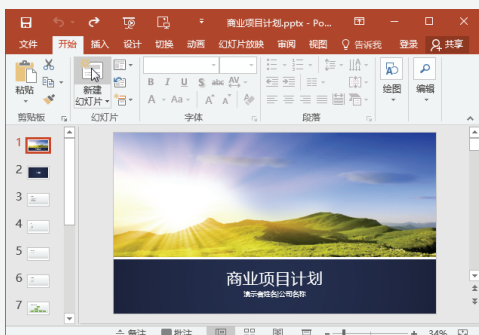 商业项目计划.pptx - Po...
文件 开始 插入 设计 切换 动画 幻灯片放映 审阅 视图 告诉我 登录 共享
粘贴 新建 幻灯片 B I U S abc AV A Aa A A 绘图 编辑
剪贴板 幻灯片 字体 段落
1
2
3
4
5
6
7
商业项目计划
演示者姓名|公司名称
备注 批注 34%